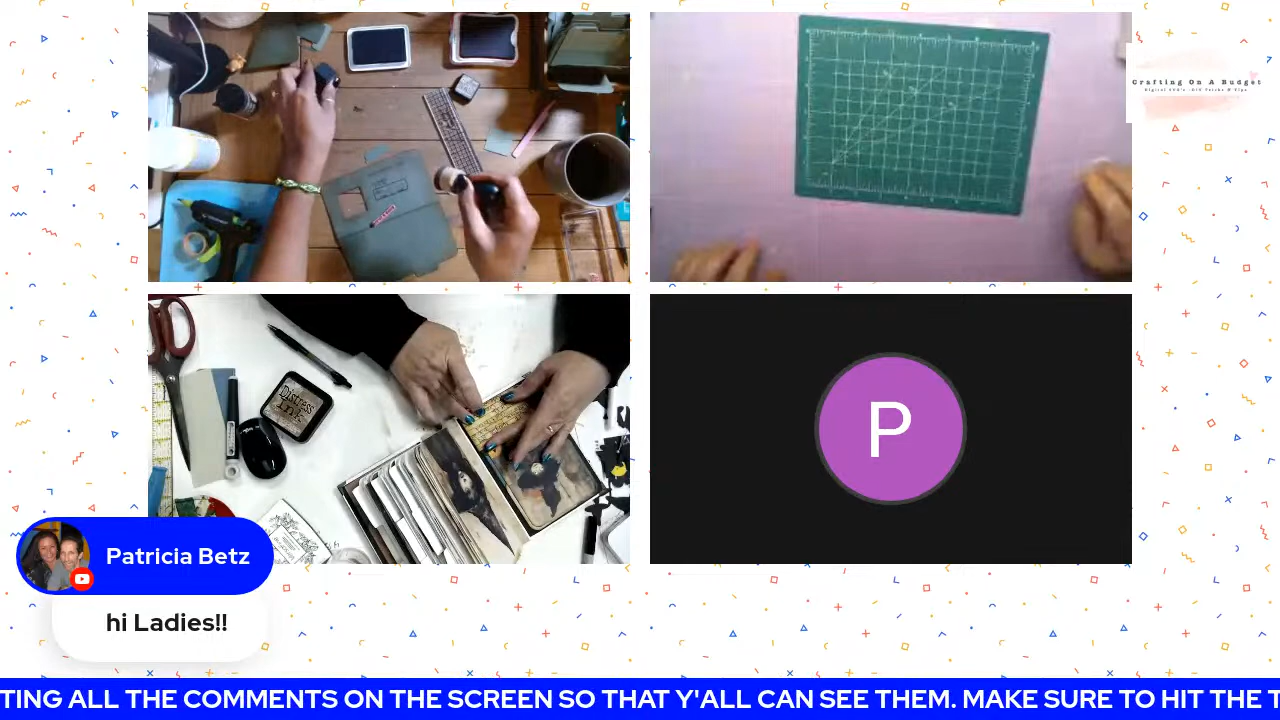 Crafting On A Budget
Distress
Ink
P
Patricia Betz
hi Ladies!!
TING ALL THE COMMENTS ON THE SCREEN SO THAT Y'ALL CAN SEE THEM. MAKE SURE TO HIT THE T